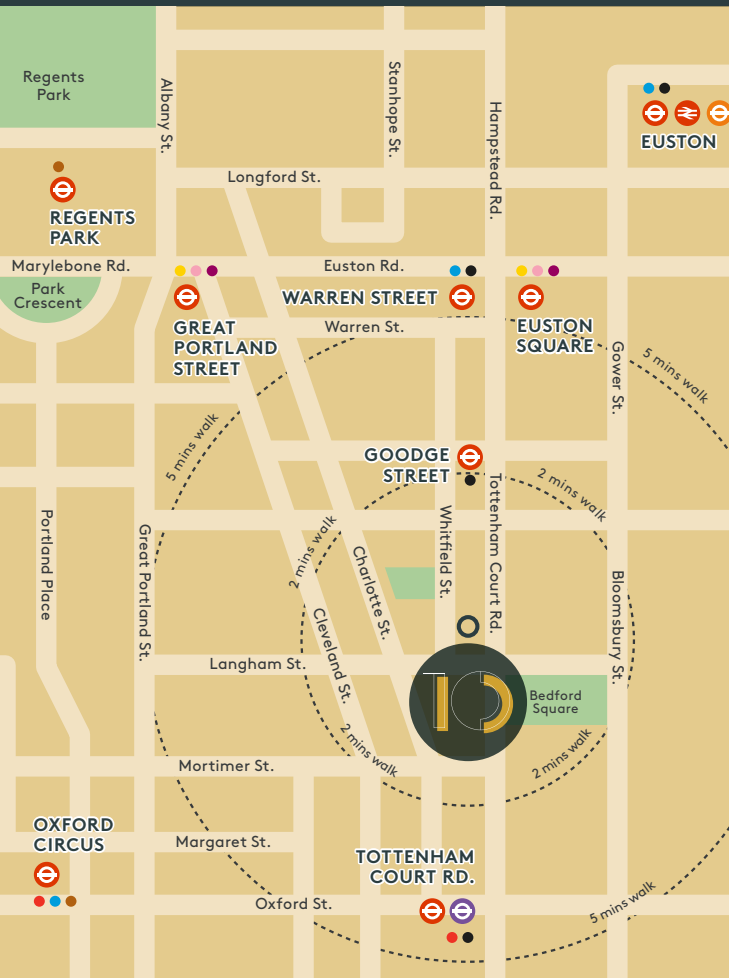 Regents
Park
Albany St.
Stanhope St.
Hampstead Rd.
EUSTON
Longford St.
REGENTS
PARK
Marylebone Rd.
Euston Rd.
Park
Crescent
WARREN STREET
GREAT
PORTLAND
STREET
Warren St.
EUSTON
SQUARE
Gower St.
5 mins walk
5 mins walk
GOODGE
STREET
2 mins walk
Portland Place
Great Portland St.
2 mins walk
Charlotte St.
Whitfield St.
Tottenham Court Rd.
Bloomsbury St.
Cleveland St.
Langham St.
10
Bedford
Square
2 mins walk
2 mins walk
Mortimer St.
OXFORD
CIRCUS
Margaret St.
TOTTENHAM
COURT RD.
Oxford St.
5 mins walk